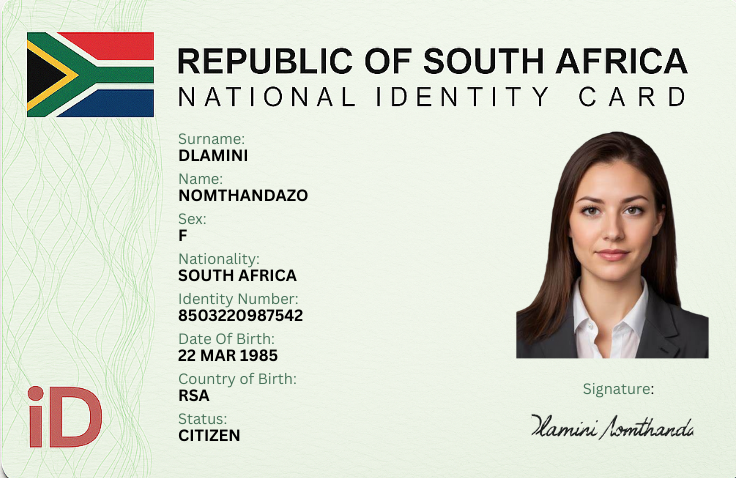 REPUBLIC OF SOUTH AFRICA
NATIONAL IDENTITY CARD
Surname:
DLAMINI
Name:
NOMTHANDAZO
Sex:
F
Nationality:
SOUTH AFRICA
Identity Number:
8503220987542
Date Of Birth:
22 MAR 1985
Country of Birth:
RSA
Status:
CITIZEN
iD
Signature:
Dlamini Nomthanda